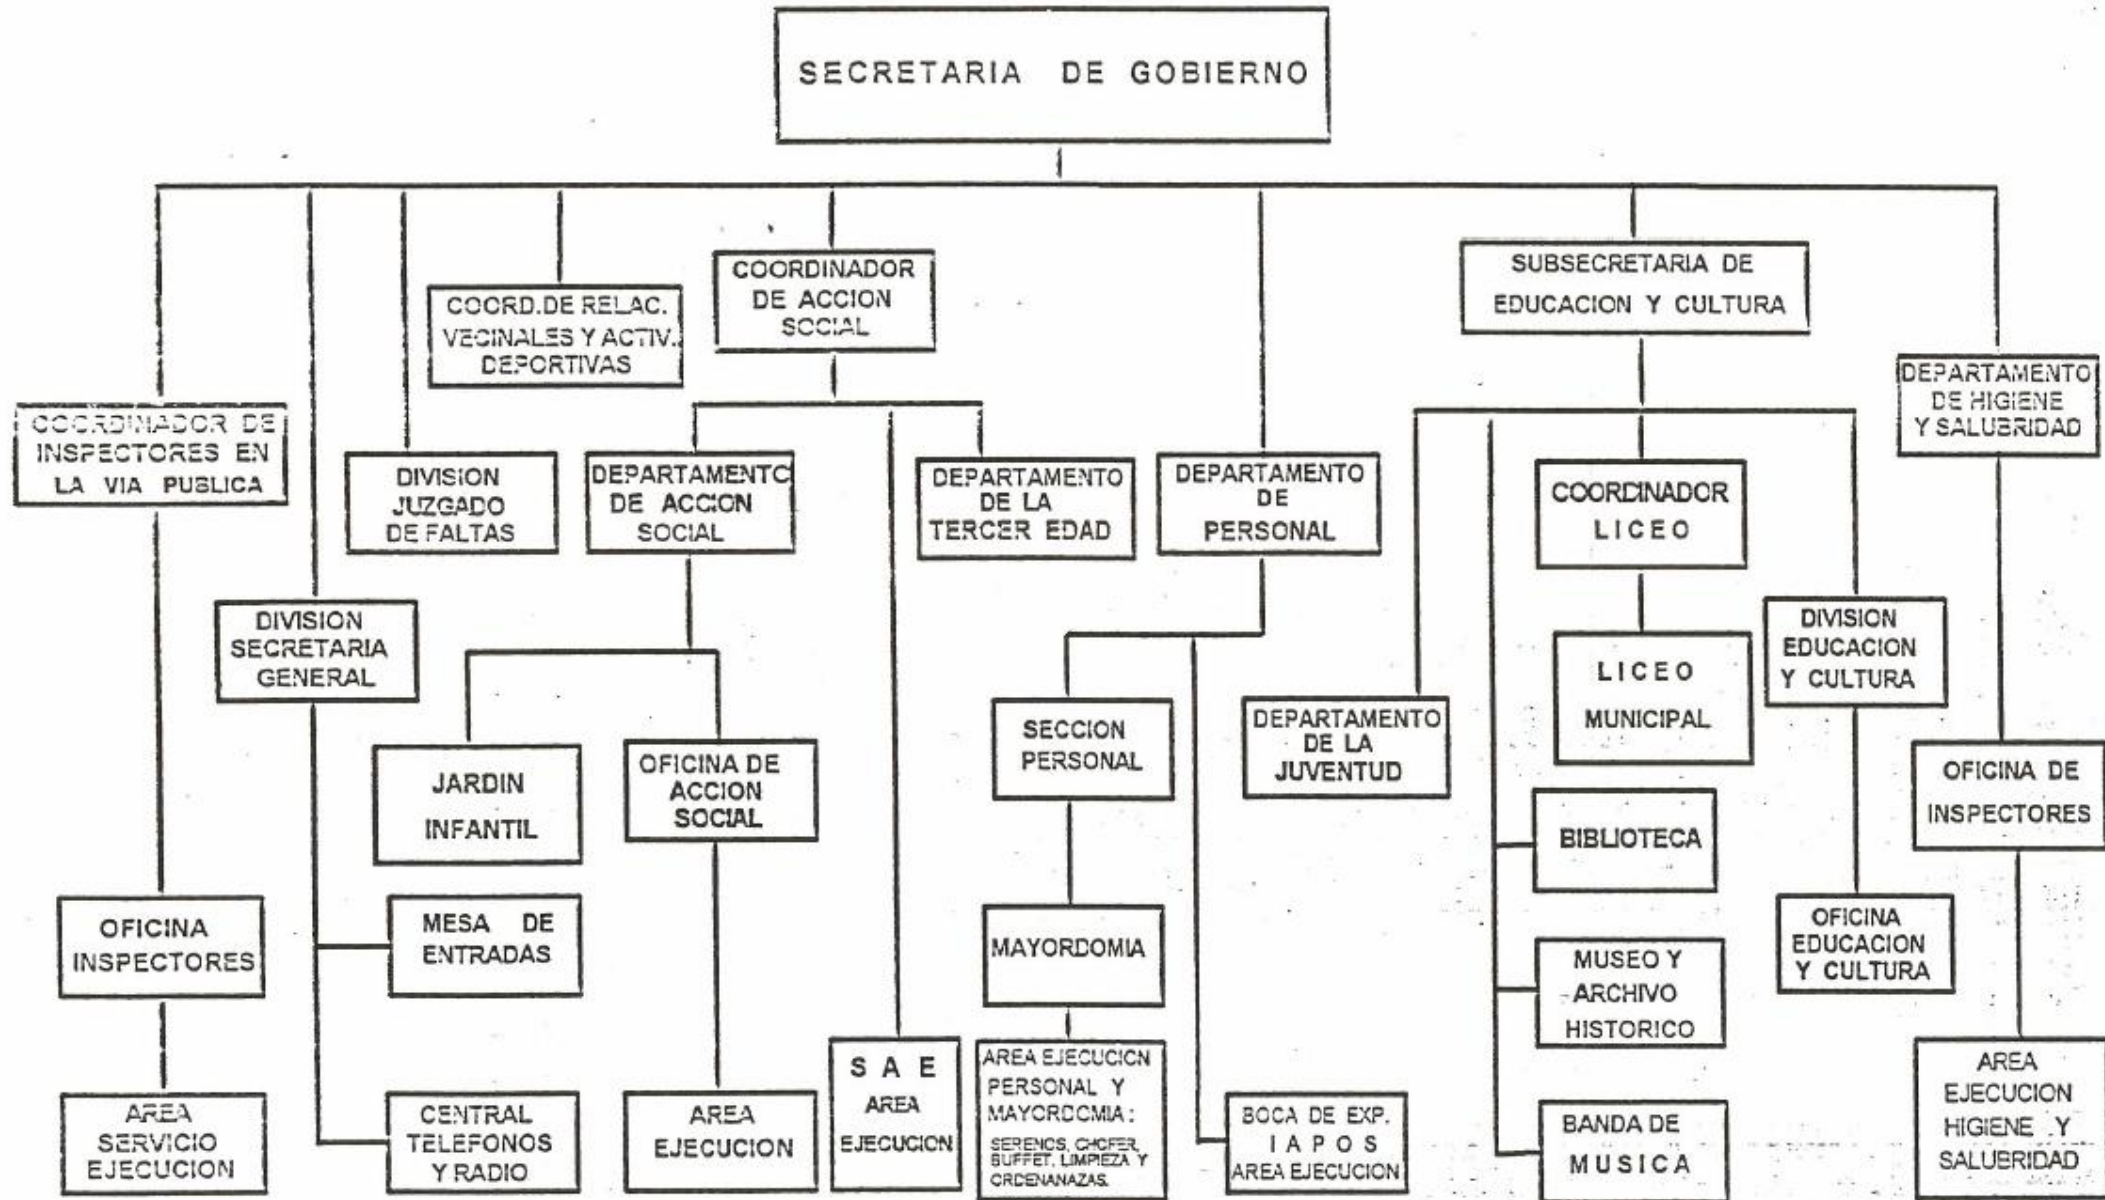 SECRETARIA DE GOBIERNO
COORD.DE RELAC.
VECINALES Y ACTIV.
DEPORTIVAS
COORDINADOR
DE ACCION
SOCIAL
SUBSECRETARIA DE
EDUCACION Y CULTURA
DEPARTAMENTO
DE HIGIENE
Y SALUBRIDAD
COORDINADOR DE
INSPECTORES EN
LA VIA PUBLICA
DIVISION
JUZGADO
DE FALTAS
DEPARTAMENTO
DE ACCION
SOCIAL
DEPARTAMENTO
DE LA
TERCER EDAD
DEPARTAMENTO
DE
PERSONAL
COORDINADOR
LICEO
DIVISION
SECRETARIA
GENERAL
LICEO
MUNICIPAL
DIVISION
EDUCACION
Y CULTURA
JARDIN
INFANTIL
OFICINA DE
ACCION
SOCIAL
SECCION
PERSONAL
DEPARTAMENTO
DE LA
JUVENTUD
OFICINA DE
INSPECTORES
BIBLIOTECA
OFICINA
INSPECTORES
MESA DE
ENTRADAS
MAYORDOMIA
MUSEO Y
ARCHIVO
HISTORICO
OFICINA
EDUCACION
Y CULTURA
AREA
SERVICIO
EJECUCION
CENTRAL
TELEFONOS
Y RADIO
AREA
EJECUCION
S A E
AREA
EJECUCION
AREA EJECUCION
PERSONAL Y
MAYORDOMIA:
SERENOS, CHOFER,
BUFFET, LIMPIEZA Y
ORDENANAZAS.
BOCA DE EXP.
I A P O S
AREA EJECUCION
BANDA DE
MUSICA
AREA
EJECUCION
HIGIENE Y
SALUBRIDAD